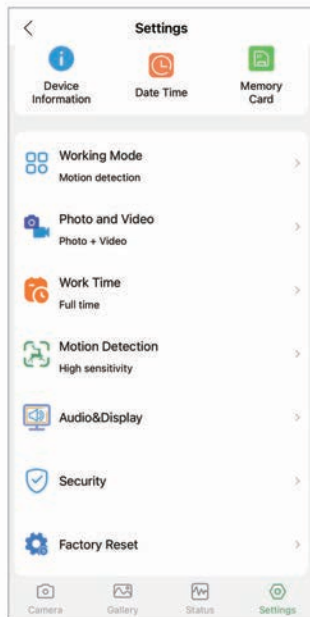 Settings
Device
Information
Date Time
Memory
Card
Working Mode
Motion detection
Photo and Video
Photo + Video
Work Time
Full time
Motion Detection
High sensitivity
Audio&Display
Security
Factory Reset
Camera
Gallery
Status
Settings